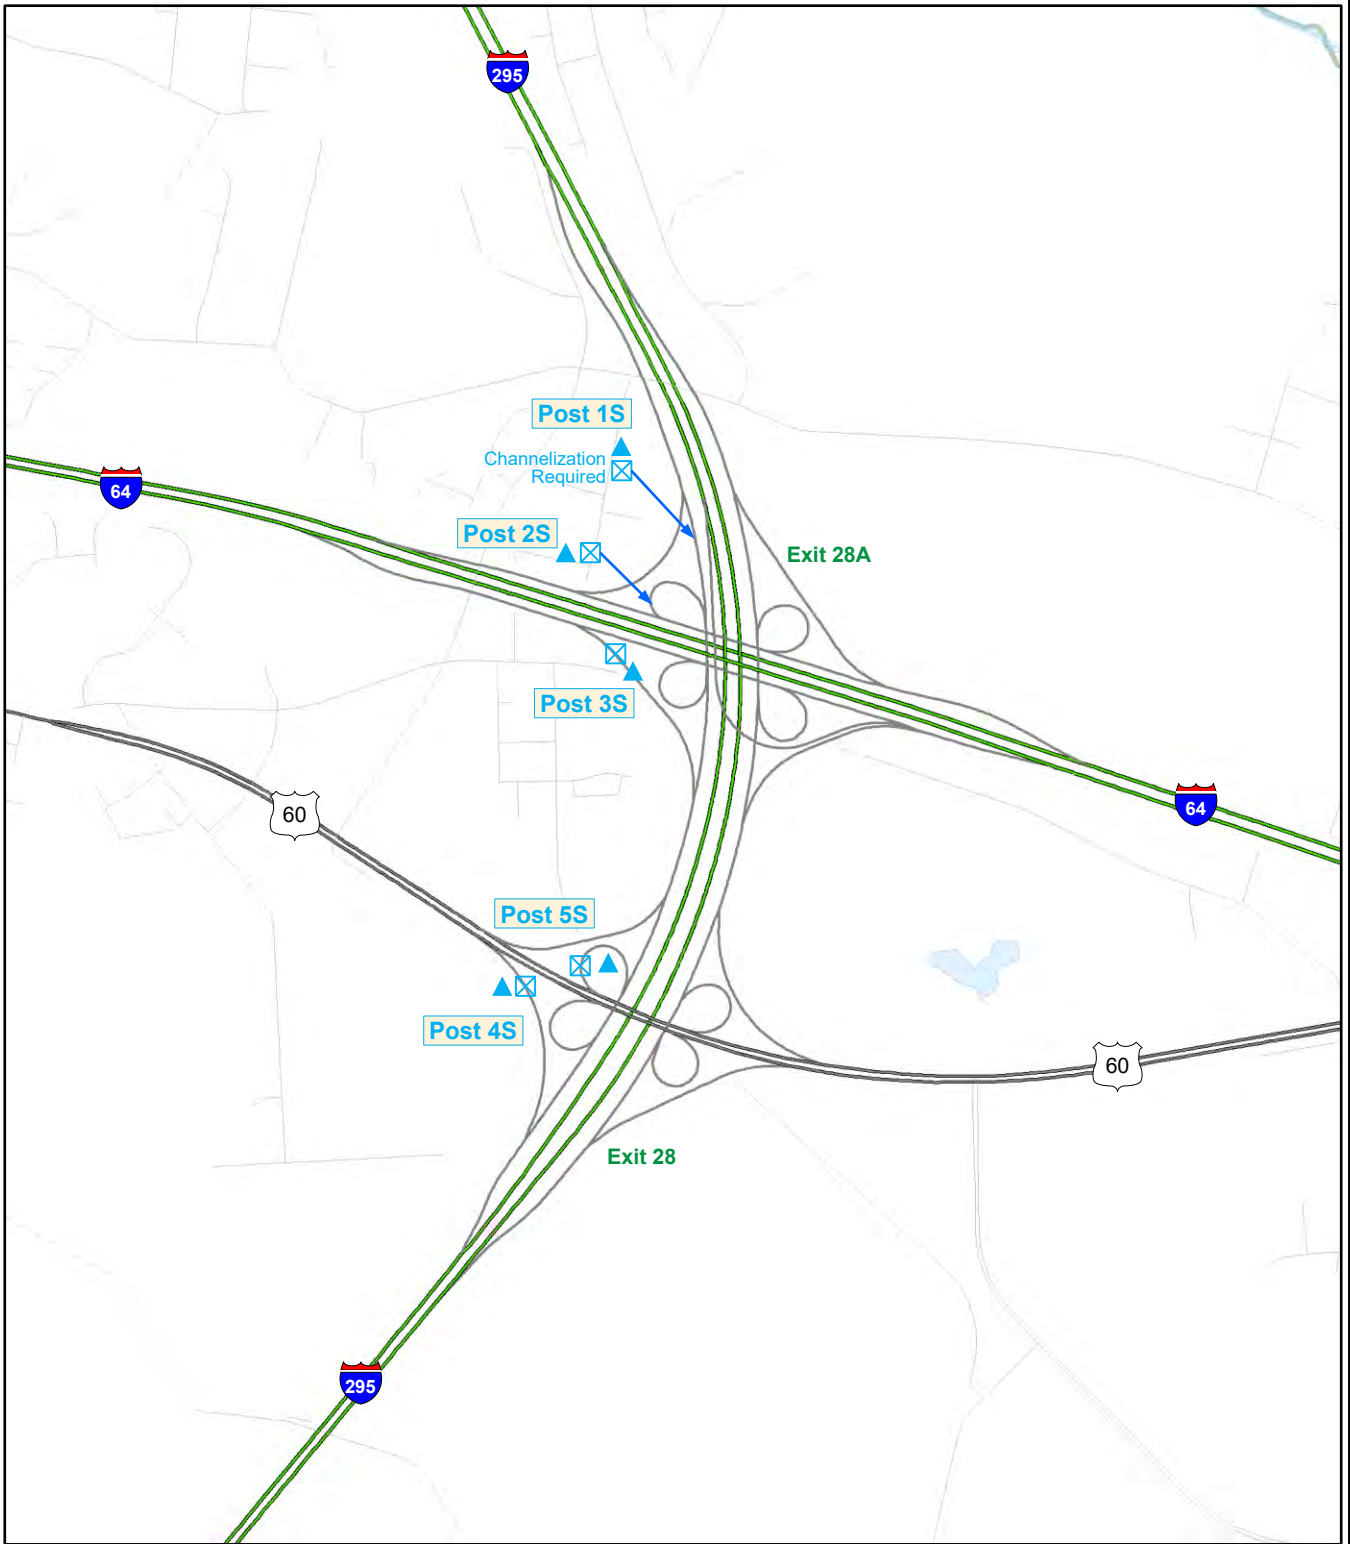 295
Post 1S
Channelization
Required
64
Post 2S
Exit 28A
Post 3S
64
60
Post 5S
Post 4S
60
Exit 28
295